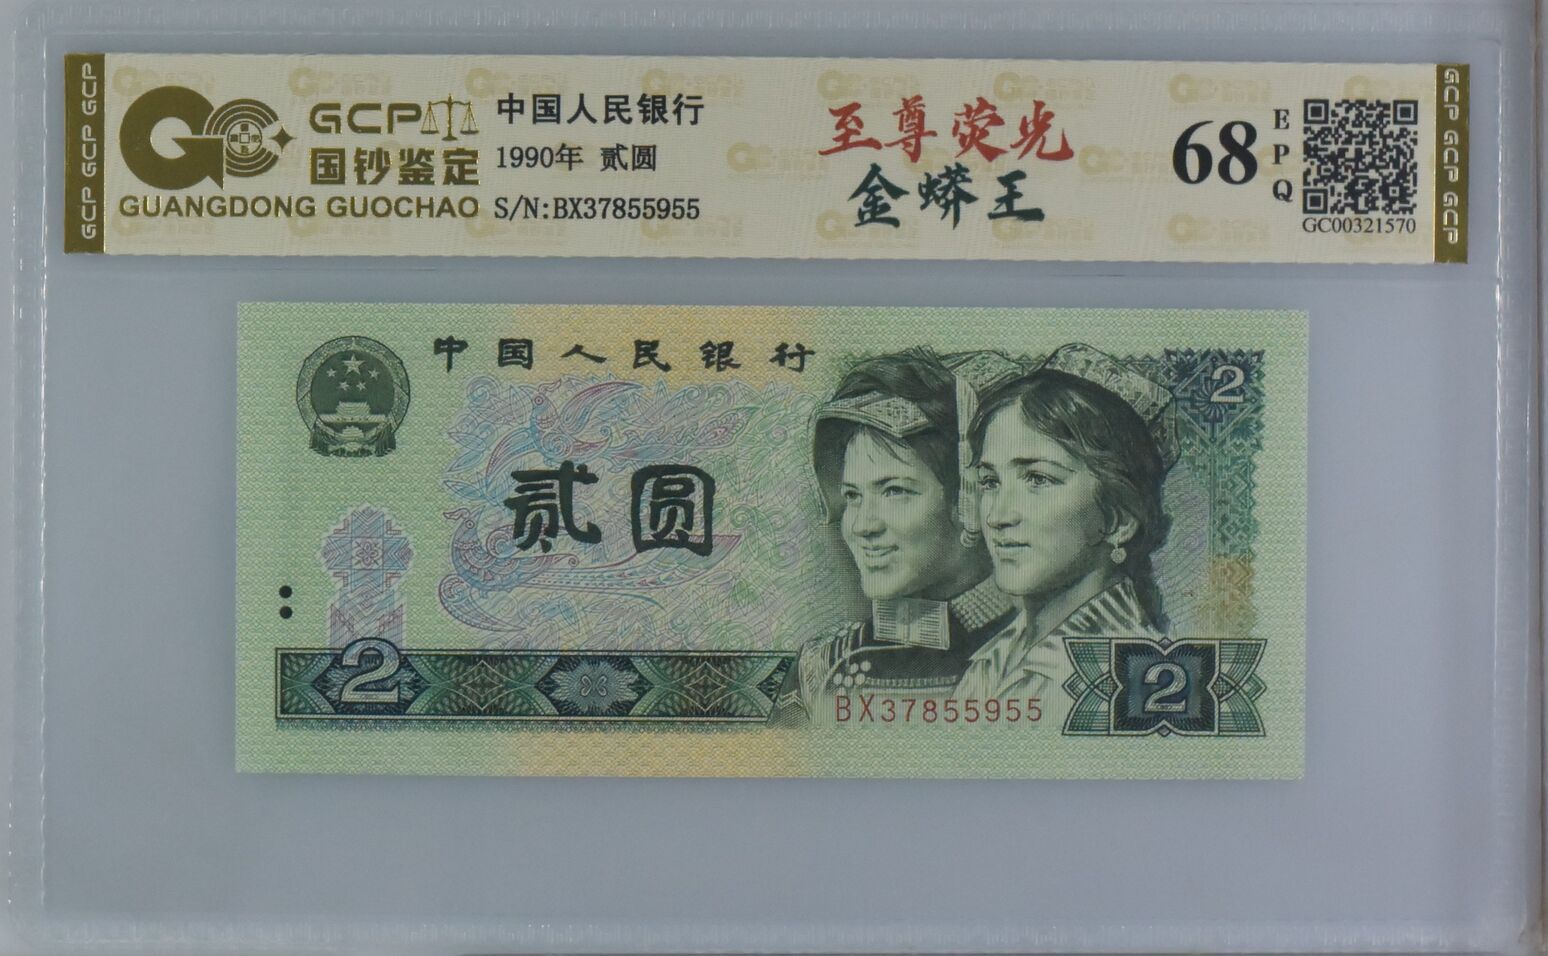 GCP GCP GCP
GCP
国钞鉴定
GUANGDONG GUOCHAO
中国人民银行
1990年 贰圆
S/N:BX37855955
至尊荧光
金蟒王
68
EPQ
GC00321570
GCP GCP GCP
中国人民银行
2
贰圆
2
BX37855955
2